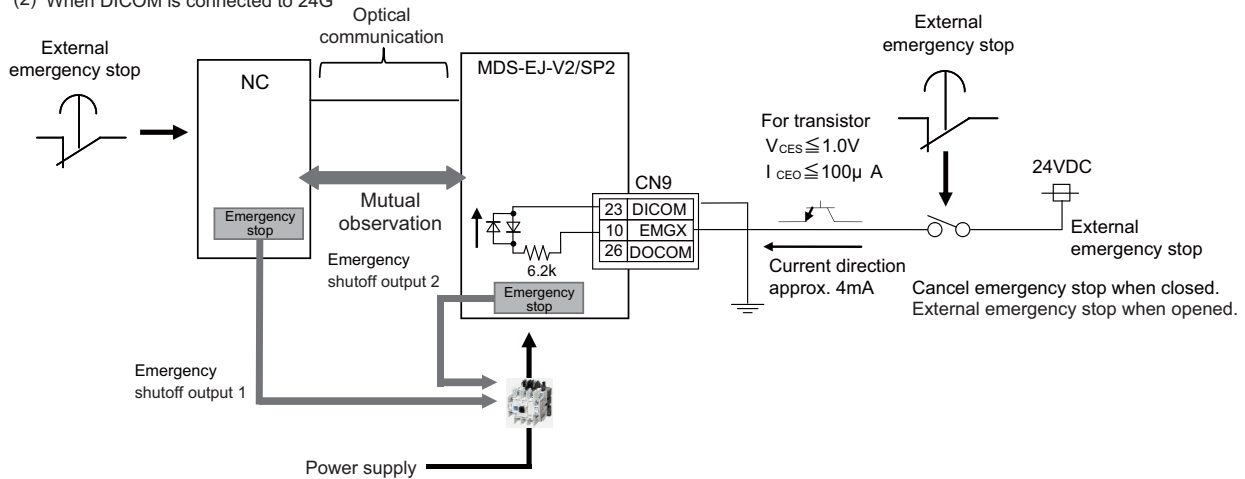 (2) When DICOM is connected to 24G
Optical
communication
External
emergency stop
NC
MDS-EJ-V2/SP2
External
emergency stop
For transistor
VCES≦1.0V
I CEO≦100μ A
24VDC
CN9
Mutual
observation
23 DICOM
10 EMGX
26 DOCOM
6.2k
Emergency
stop
External
emergency stop
Current direction
approx. 4mA
Cancel emergency stop when closed.
External emergency stop when opened.
Emergency
shutoff output 2
Emergency
stop
Emergency
shutoff output 1
Power supply